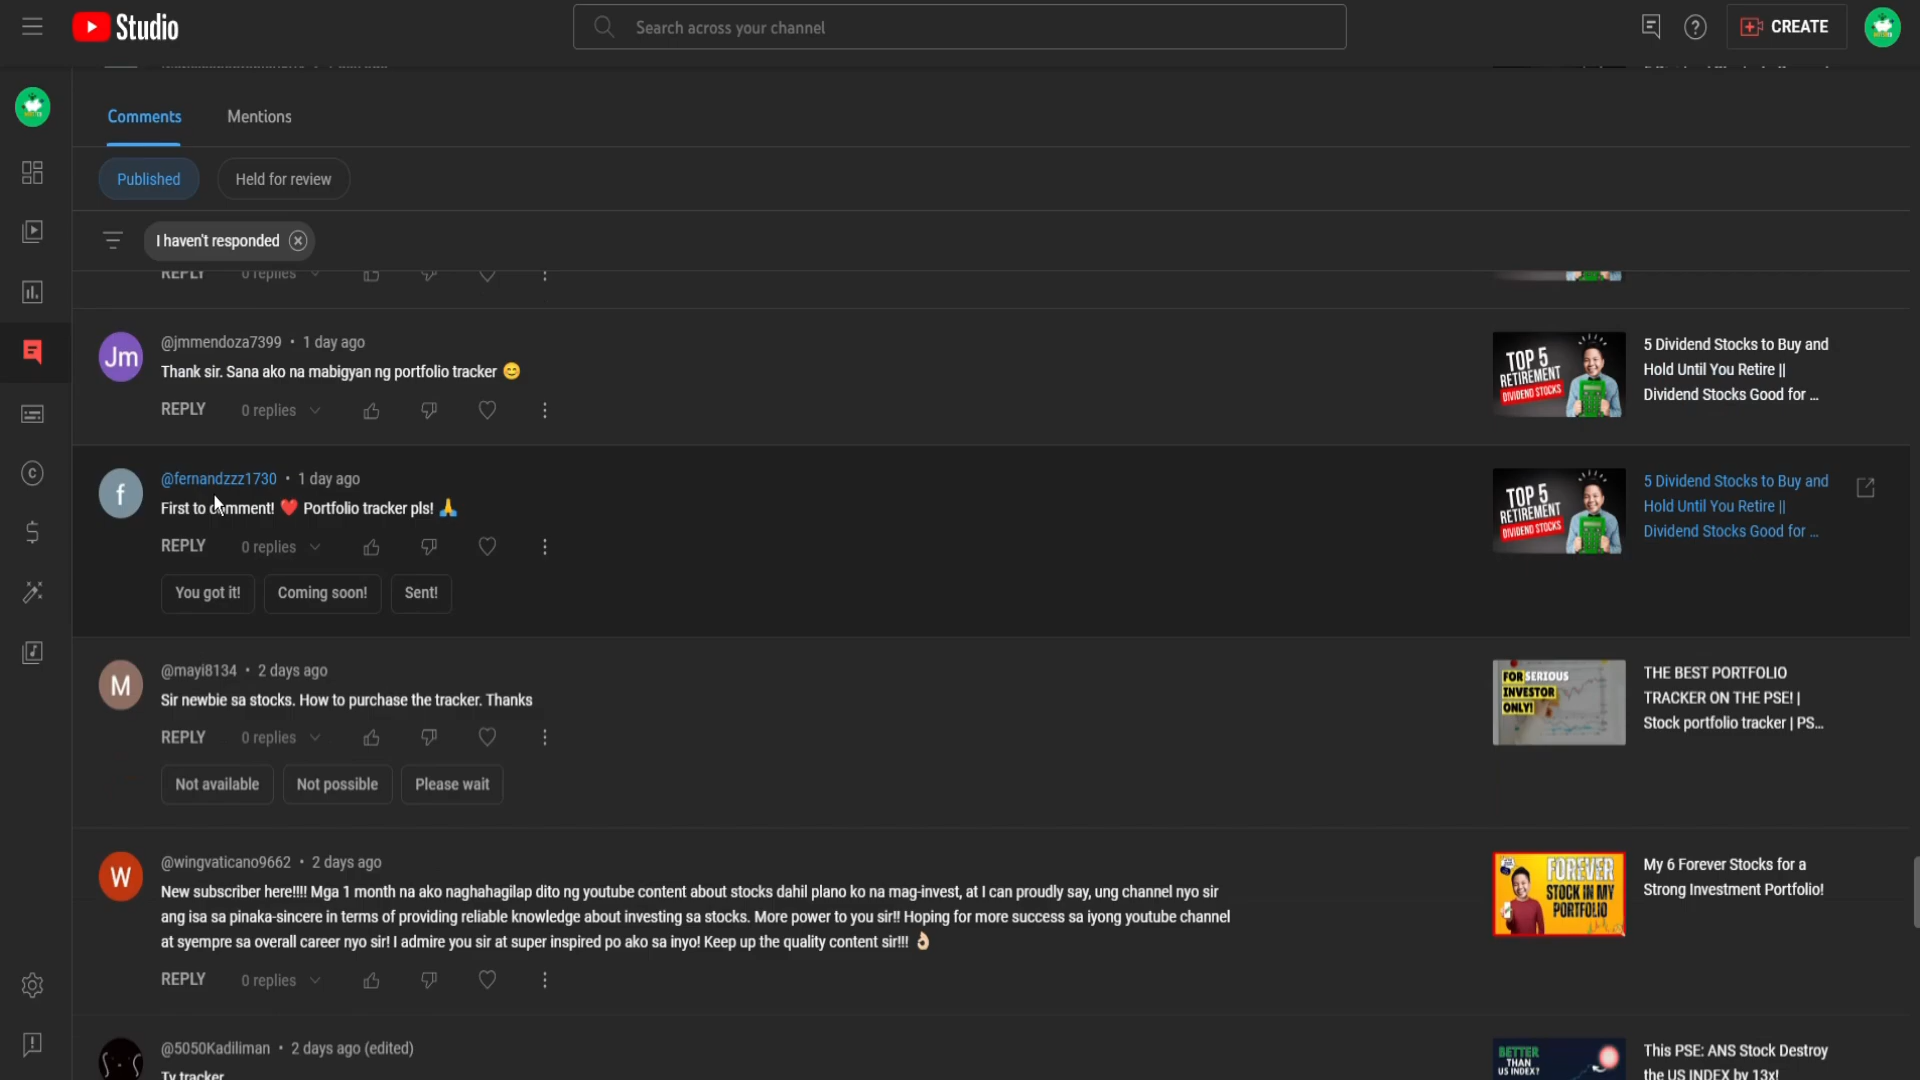 Studio
Search across your channel
CREATE
Comments
Mentions
Published
Held for review
I haven't responded
REPLY
0 replies
@jmmendoza7399 • 1 day ago
Thank sir. Sana ako na mabigyan ng portfolio tracker 😊
REPLY
0 replies
Jm
TOP 5
RETIREMENT
DIVIDEND STOCKS
5 Dividend Stocks to Buy and
Hold Until You Retire ||
Dividend Stocks Good for ...
f
@fernandzzz1730 • 1 day ago
First to comment! ❤️ Portfolio tracker pls! 🙏
REPLY
0 replies
You got it!
Coming soon!
Sent!
TOP 5
RETIREMENT
DIVIDEND STOCKS
5 Dividend Stocks to Buy and
Hold Until You Retire ||
Dividend Stocks Good for ...
M
@mayi8134 • 2 days ago
Sir newbie sa stocks. How to purchase the tracker. Thanks
REPLY
0 replies
Not available
Not possible
Please wait
FOR SERIOUS
INVESTOR
ONLY!
THE BEST PORTFOLIO
TRACKER ON THE PSE! |
Stock portfolio tracker | PS...
W
@wingvaticano9662 • 2 days ago
New subscriber here!!!! Mga 1 month na ako naghahagilap dito ng youtube content about stocks dahil plano ko na mag-invest, at I can proudly say, ung channel nyo sir
ang isa sa pinaka-sincere in terms of providing reliable knowledge about investing sa stocks. More power to you sir!! Hoping for more success sa iyong youtube channel
at syempre sa overall career nyo sir! I admire you sir at super inspired po ako sa inyo! Keep up the quality content sir!!! 👌🏻
REPLY
0 replies
FOREVER
STOCK IN MY
PORTFOLIO
My 6 Forever Stocks for a
Strong Investment Portfolio!
@5050Kadiliman • 2 days ago (edited)
Ty tracker
BETTER
THAN
US INDEX?
This PSE: ANS Stock Destroy
the US INDEX by 13x!